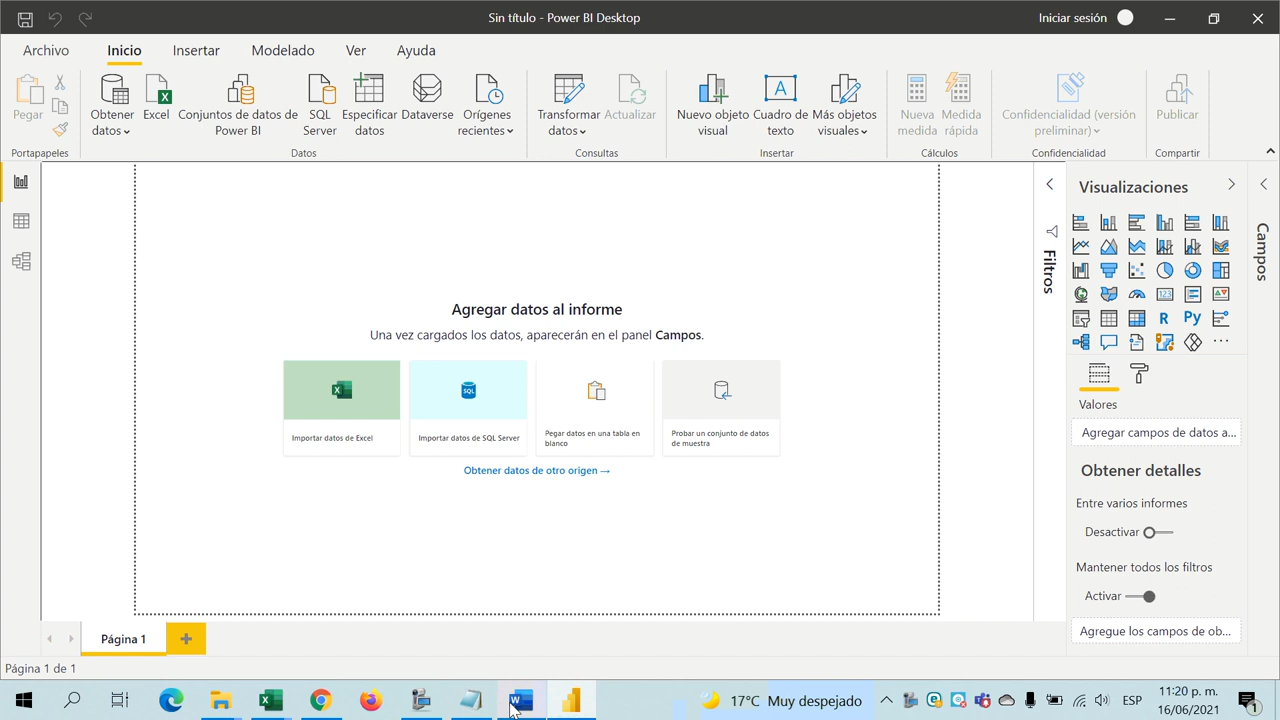 Sin título - Power BI Desktop
Iniciar sesión
Archivo
Inicio
Insertar
Modelado
Ver
Ayuda
Pegar
Obtener datos
Excel
Conjuntos de datos de Power BI
SQL Server
Especificar datos
Dataverse
Orígenes recientes
Transformar datos
Actualizar
Nuevo objeto visual
Cuadro de texto
Más objetos visuales
Nueva medida
Medida rápida
Confidencialidad (versión preliminar)
Publicar
Portapapeles
Datos
Consultas
Insertar
Cálculos
Confidencialidad
Compartir
Agregar datos al informe
Una vez cargados los datos, aparecerán en el panel Campos.
Importar datos de Excel
SQL
Importar datos de SQL Server
Pegar datos en una tabla en
blanco
Probar un conjunto de datos
de muestra
Obtener datos de otro origen →
Filtros
Visualizaciones
R
Py
123
Valores
Agregar campos de datos a...
Obtener detalles
Entre varios informes
Desactivar
Mantener todos los filtros
Activar
Agregue los campos de ob...
Campos
Página 1
Página 1 de 1
17°C Muy despejado
ESP
11:20 p. m.
16/06/2021
1